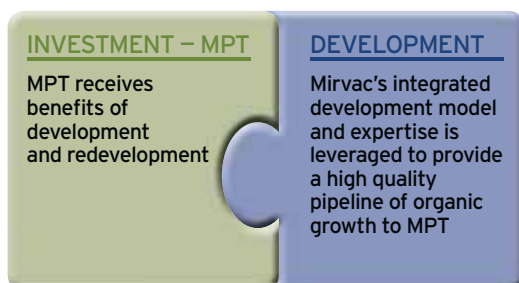 INVESTMENT – MPT
MPT receives
benefits of
development
and redevelopment
DEVELOPMENT
Mirvac's integrated
development model
and expertise is
leveraged to provide
a high quality
pipeline of organic
growth to MPT